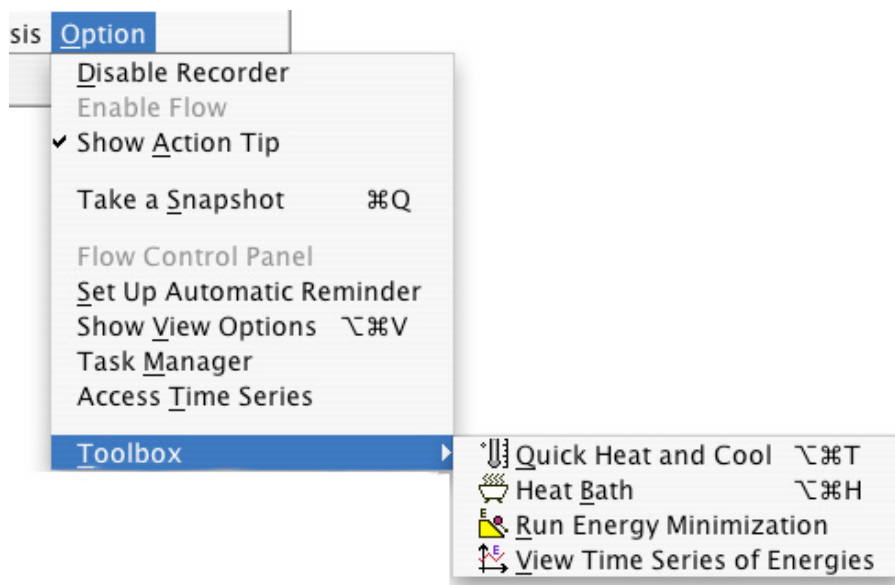 sis Option
Disable Recorder
Enable Flow
✓ Show Action Tip
Take a Snapshot ⌘Q
Flow Control Panel
Set Up Automatic Reminder
Show View Options ⌥⌘V
Task Manager
Access Time Series
Toolbox
Quick Heat and Cool ⌥⌘T
Heat Bath ⌥⌘H
Run Energy Minimization
View Time Series of Energies